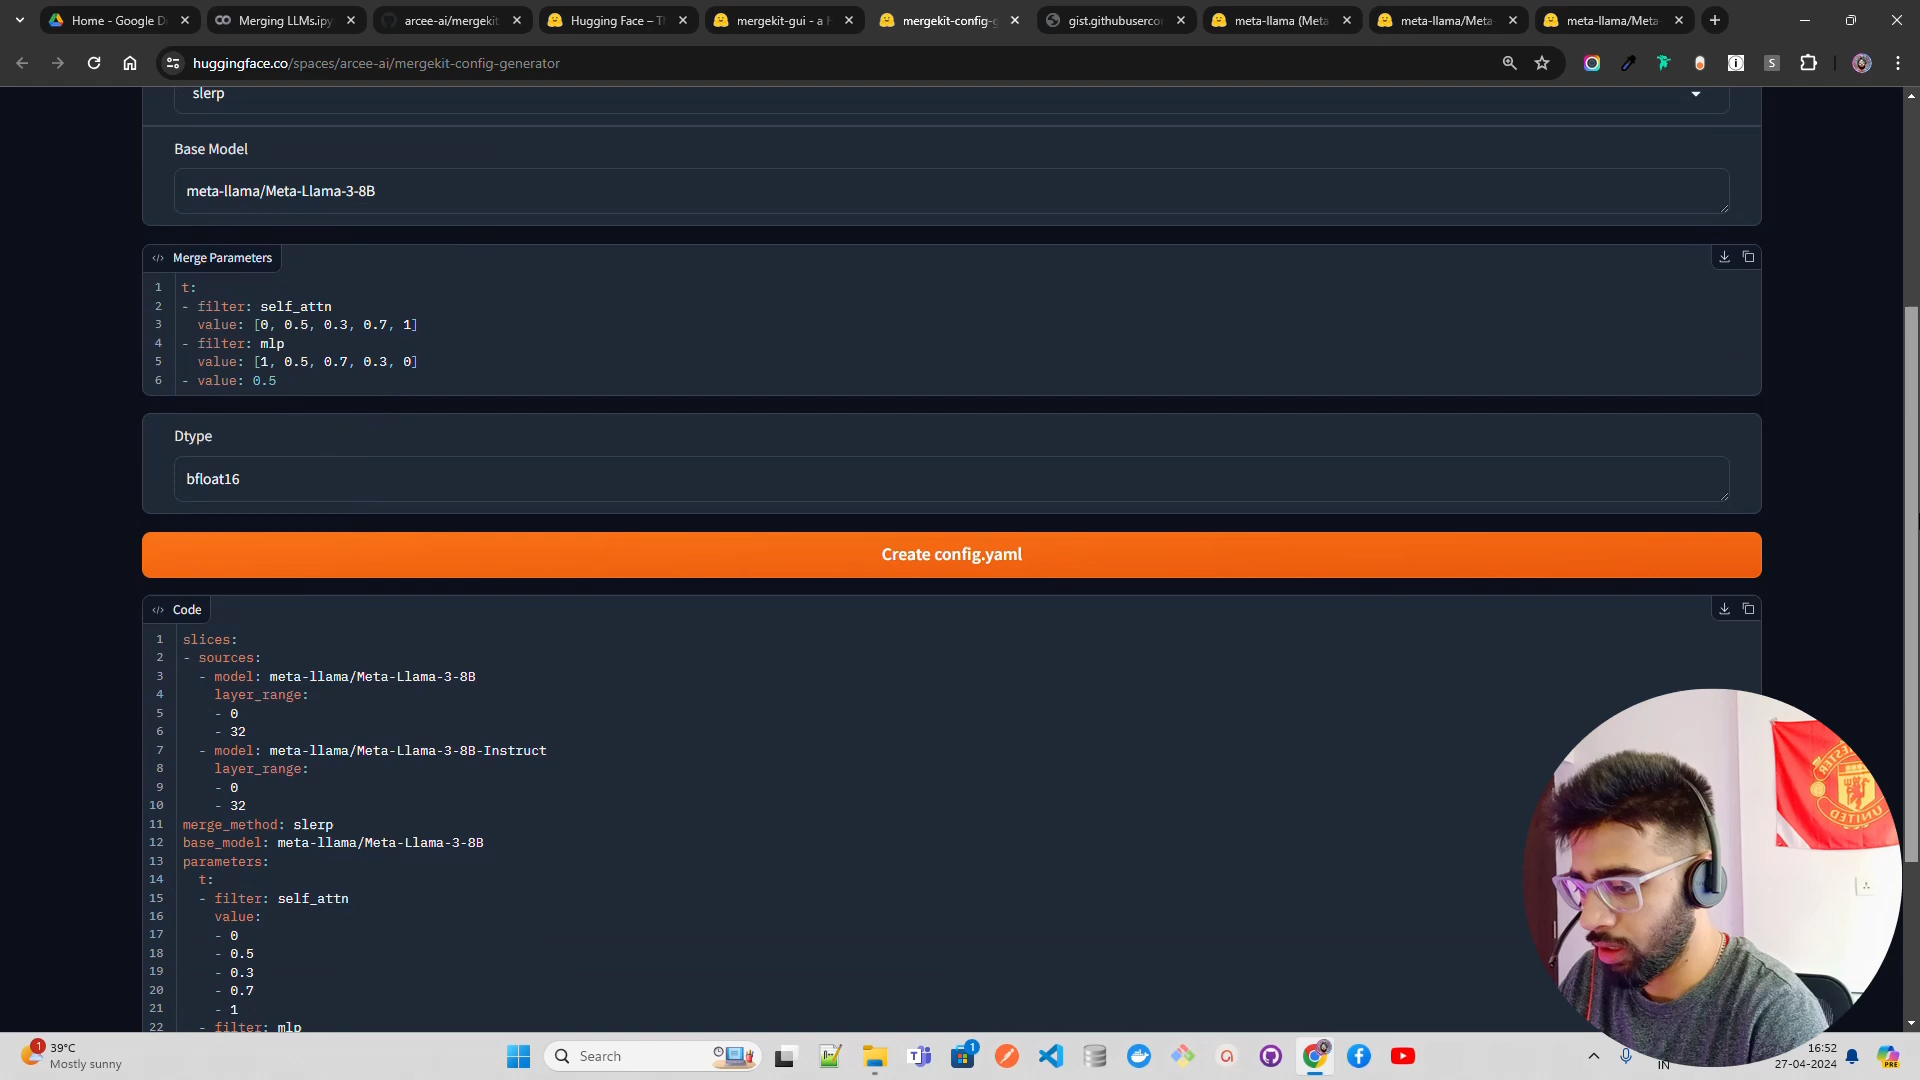 Home - Google D
Merging LLMs.ipy
arcee-ai/mergekit
Hugging Face – Th
mergekit-gui - a H
mergekit-config-g
gist.githubuserco
meta-llama (Meta
meta-llama/Meta-
meta-llama/Meta-
huggingface.co/spaces/arcee-ai/mergekit-config-generator
slerp
Base Model
meta-llama/Meta-Llama-3-8B
Merge Parameters
1 t:
2 - filter: self_attn
3 value: [0, 0.5, 0.3, 0.7, 1]
4 - filter: mlp
5 value: [1, 0.5, 0.7, 0.3, 0]
6 - value: 0.5
Dtype
bfloat16
Create config.yaml
Code
1 slices:
2 - sources:
3 - model: meta-llama/Meta-Llama-3-8B
4 layer_range:
5 - 0
6 - 32
7 - model: meta-llama/Meta-Llama-3-8B-Instruct
8 layer_range:
9 - 0
10 - 32
11 merge_method: slerp
12 base_model: meta-llama/Meta-Llama-3-8B
13 parameters:
14 t:
15 - filter: self_attn
16 value:
17 - 0
18 - 0.5
19 - 0.3
20 - 0.7
21 - 1
22 - filter: mlp
UNITED
1
39°C
Mostly sunny
Search
1
IN
16:52
27-04-2024
PRE